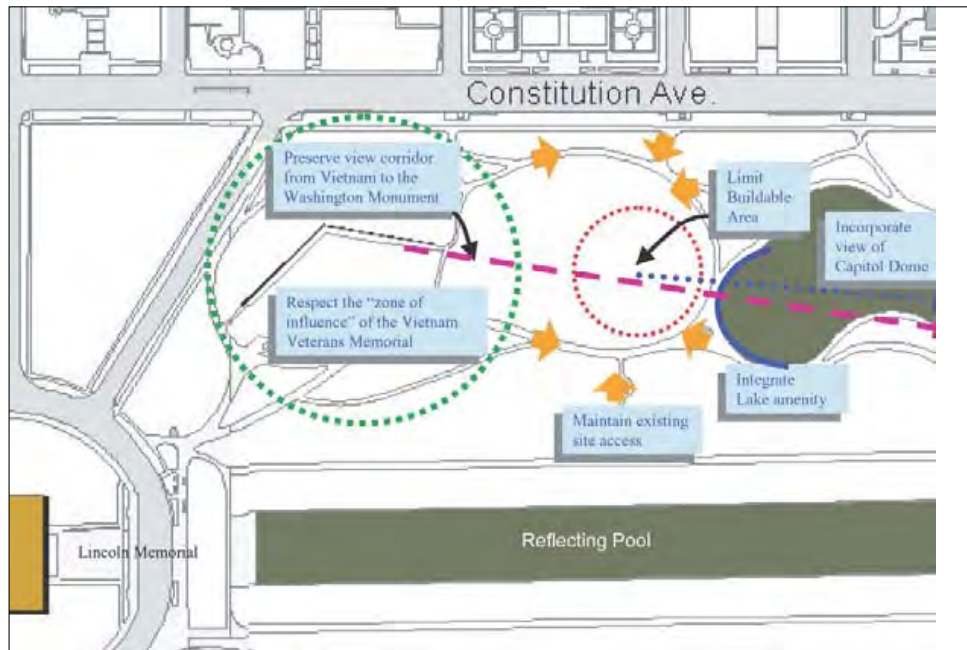 Constitution Ave.
Preserve view corridor
from Vietnam to the
Washington Monument
Limit
Buildable
Area
Incorporate
view of
Capitol Dome
Respect the “zone of
influence” of the Vietnam
Veterans Memorial
Integrate
Lake amenity
Maintain existing
site access
Lincoln Memorial
Reflecting Pool